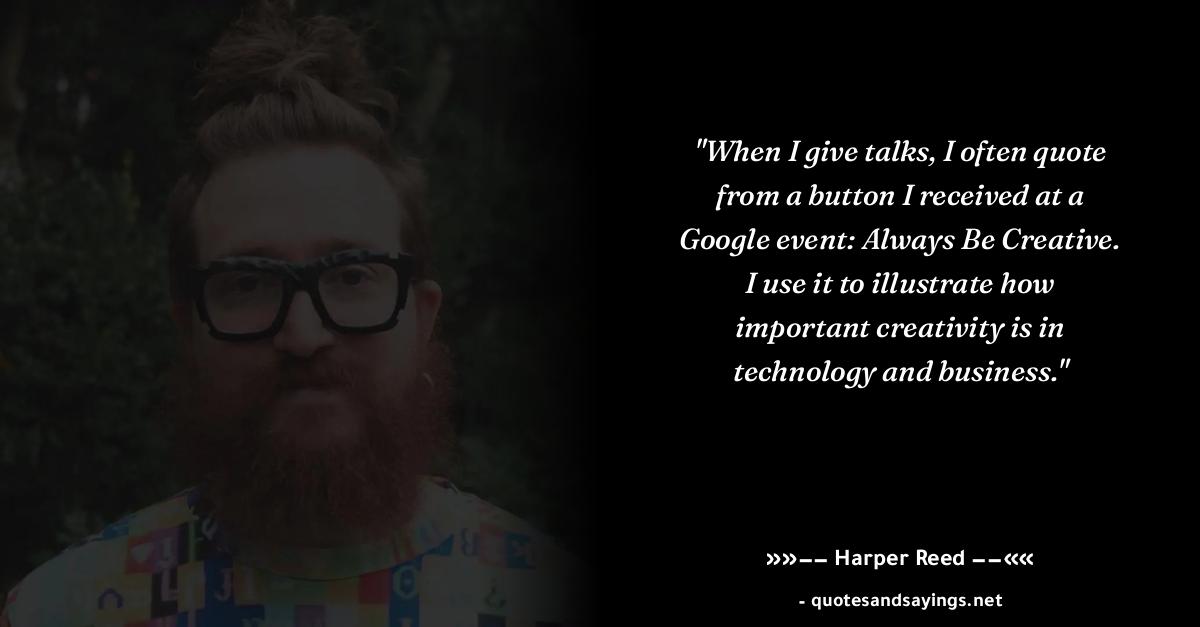 "When I give talks, I often quote
from a button I received at a
Google event: Always Be Creative.
I use it to illustrate how
important creativity is in
technology and business."
»»—— Harper Reed ——««
- quotesandsayings.net